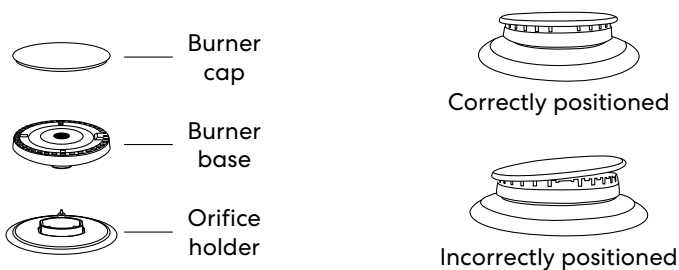 Burner
cap
Burner
base
Orifice
holder
Correctly positioned
Incorrectly positioned